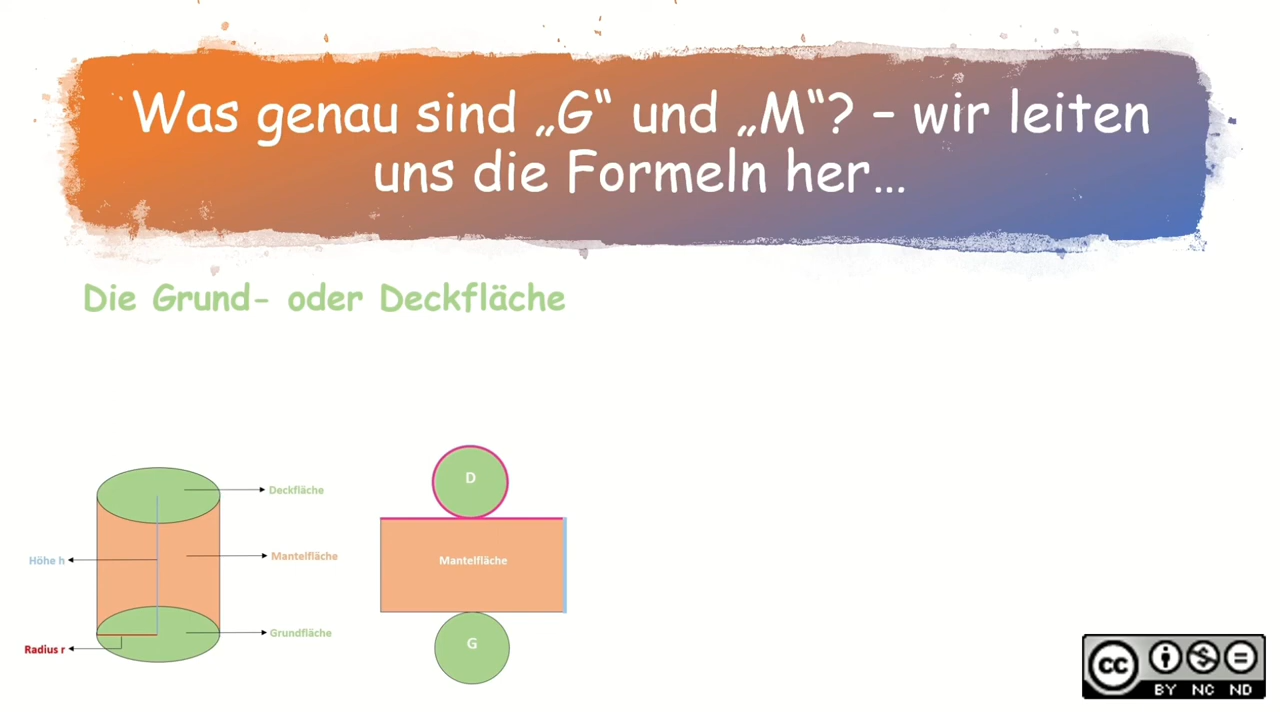 Was genau sind „G“ und „M“? – wir leiten
uns die Formeln her…
Die Grund- oder Deckfläche
Deckfläche
Höhe h
Mantelfläche
Grundfläche
Radius r
D
Mantelfläche
G
cc
BY NC ND